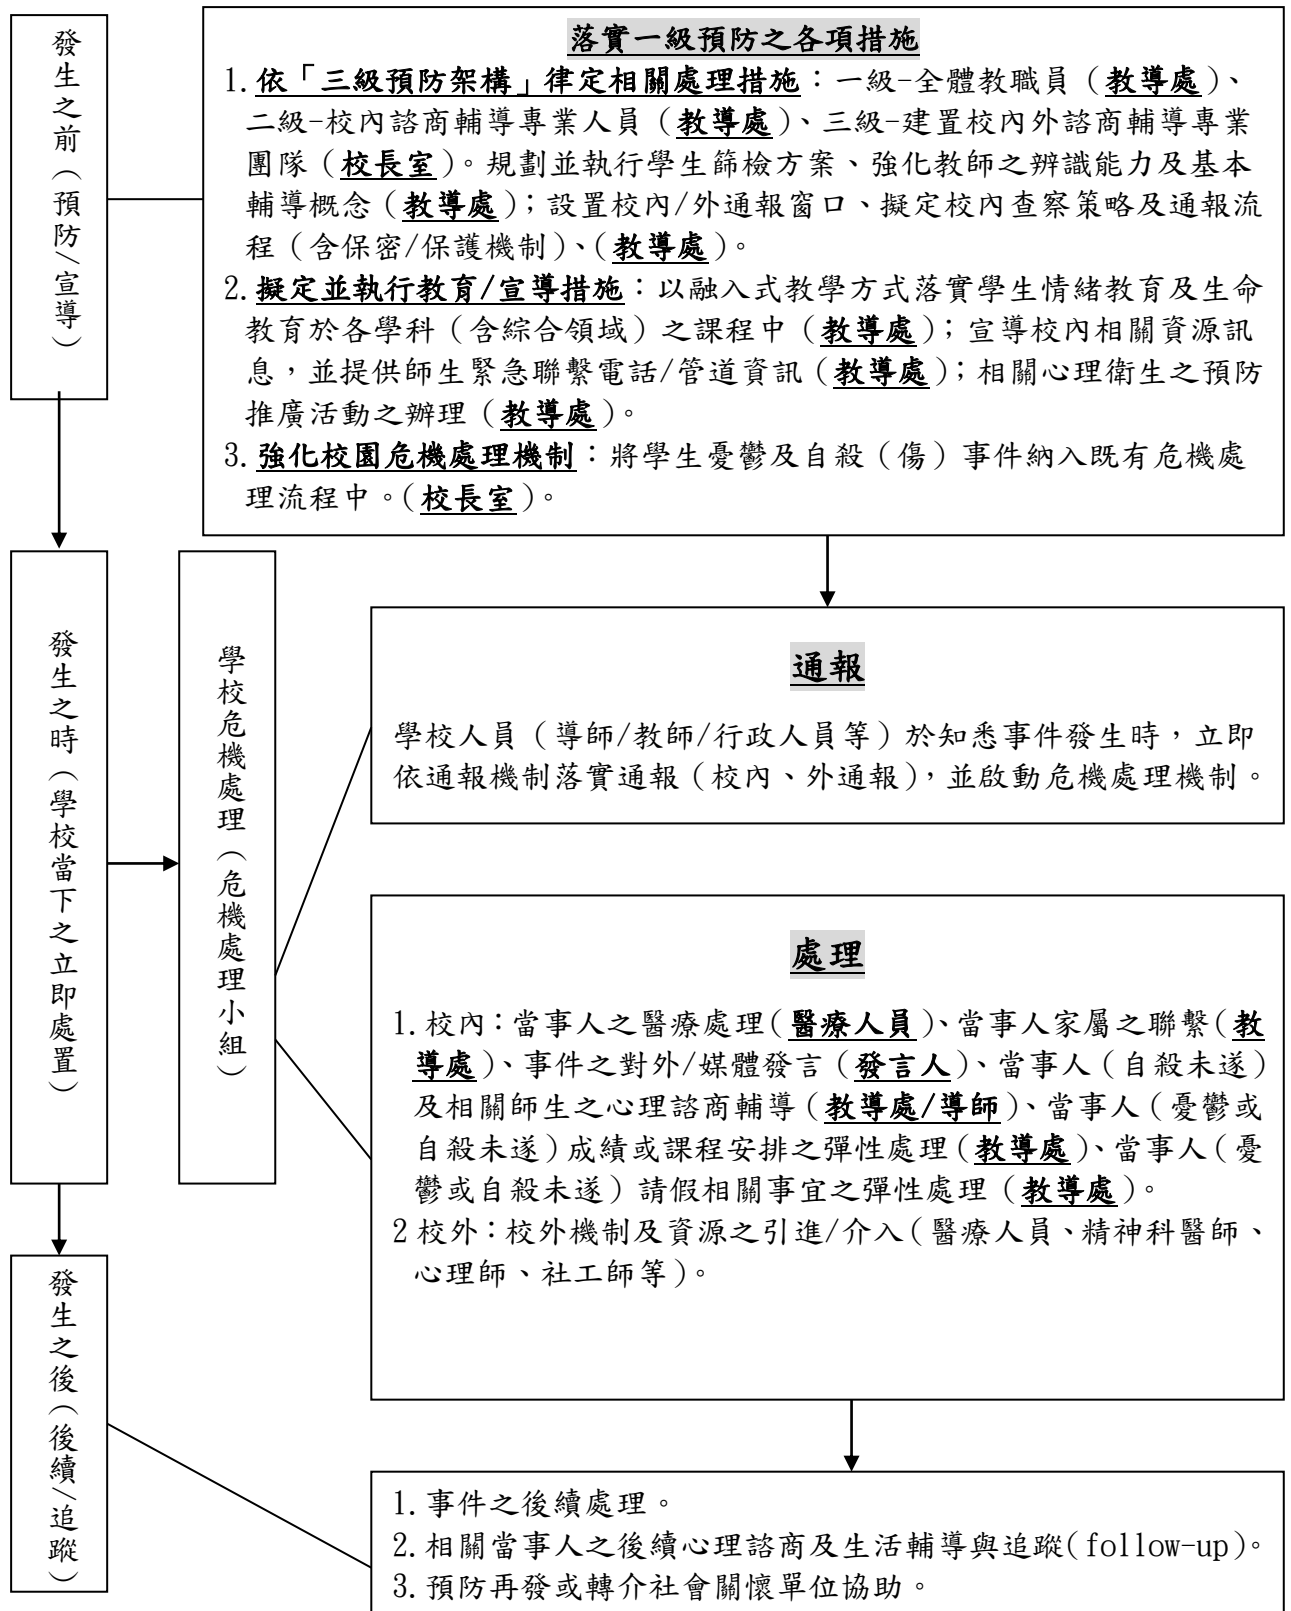 發生之前（預防/宣導）
落實一級預防之各項措施
1.依「三級預防架構」律定相關處理措施：一級-全體教職員（教導處）、
二級-校內諮商輔導專業人員（教導處）、三級-建置校內外諮商輔導專業
團隊（校長室）。規劃並執行學生篩檢方案、強化教師之辨識能力及基本
輔導概念（教導處）；設置校內/外通報窗口、擬定校內查察策略及通報流
程（含保密/保護機制）、（教導處）。
2.擬定並執行教育/宣導措施：以融入式教學方式落實學生情緒教育及生命
教育於各學科（含綜合領域）之課程中（教導處）；宣導校內相關資源訊
息，並提供師生緊急聯繫電話/管道資訊（教導處）；相關心理衛生之預防
推廣活動之辦理（教導處）。
3.強化校園危機處理機制：將學生憂鬱及自殺（傷）事件納入既有危機處
理流程中。（校長室）。
發生之時（學校當下之立即處置）
學校危機處理（危機處理小組）
通報
學校人員（導師/教師/行政人員等）於知悉事件發生時，立即
依通報機制落實通報（校內、外通報），並啟動危機處理機制。
處理
1.校內：當事人之醫療處理（醫療人員）、當事人家屬之聯繫（教
導處）、事件之對外/媒體發言（發言人）、當事人（自殺未遂）
及相關師生之心理諮商輔導（教導處/導師）、當事人（憂鬱或
自殺未遂）成績或課程安排之彈性處理（教導處）、當事人（憂
鬱或自殺未遂）請假相關事宜之彈性處理（教導處）。
2 校外：校外機制及資源之引進/介入（醫療人員、精神科醫師、
心理師、社工師等）。
發生之後（後續/追蹤）
1.事件之後續處理。
2.相關當事人之後續心理諮商及生活輔導與追蹤(follow-up)。
3.預防再發或轉介社會關懷單位協助。